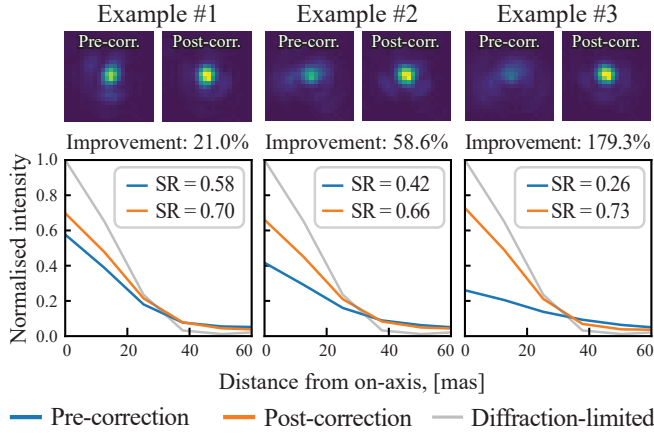 Example #1 Example #2 Example #3
Pre-corr. Post-corr. Pre-corr. Post-corr. Pre-corr. Post-corr.
Improvement: 21.0% Improvement: 58.6% Improvement: 179.3%
Normalised intensity
1.0
0.8
0.6
0.4
0.2
0.0
SR = 0.58
SR = 0.70
SR = 0.42
SR = 0.66
SR = 0.26
SR = 0.73
0 20 40 60 0 20 40 60 0 20 40 60
Distance from on-axis, [mas]
Pre-correction Post-correction Diffraction-limited